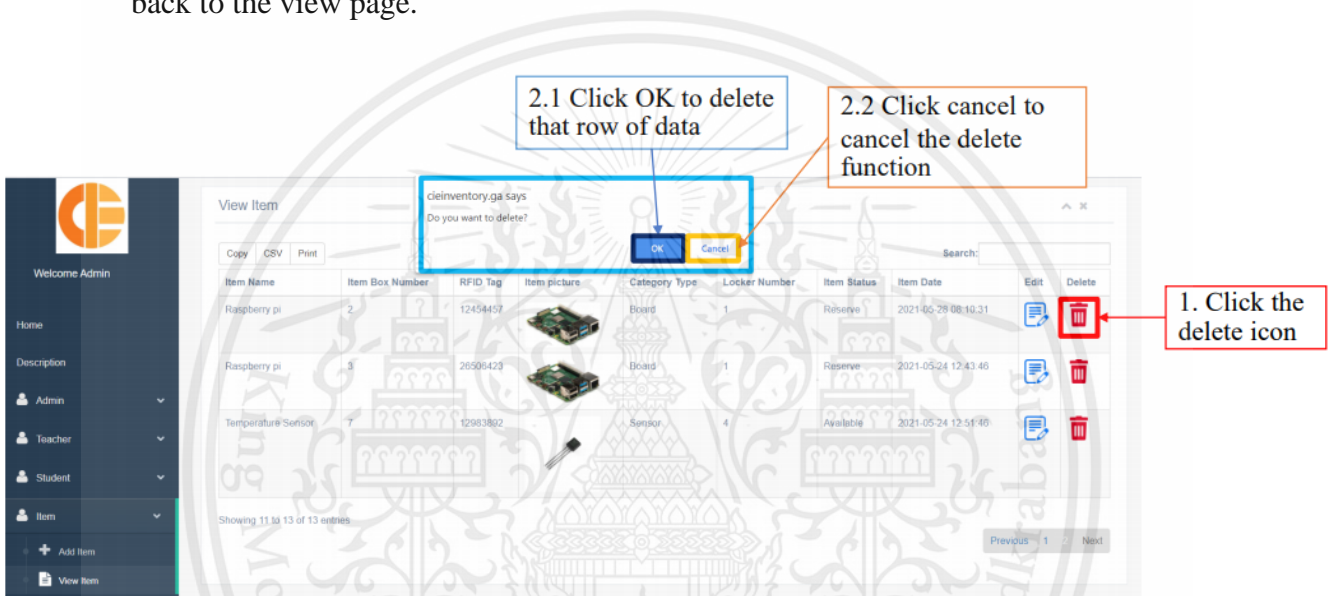 back to the view page.
2.1 Click OK to delete
that row of data
2.2 Click cancel to
cancel the delete
function
cieinventory.ga says
Do you want to delete?
OK Cancel
View Item
Welcome Admin
Copy CSV Print
Search:
Item Name Item Box Number RFID Tag Item picture Category Type Locker Number Item Status Item Date Edit Delete
Raspberry pi 2 12454457 Board 1 Reserve 2021-05-28 08:10:31
1. Click the
delete icon
Raspberry pi 3 26506423 Board 1 Reserve 2021-05-24 12:43:46
Temperature Sensor 7 12983892 Sensor 4 Available 2021-05-24 12:51:46
Showing 11 to 13 of 13 entries
Previous 1 2 Next
Home
Description
Admin
Teacher
Student
Item
Add Item
View Item
King Mo
dkrabang